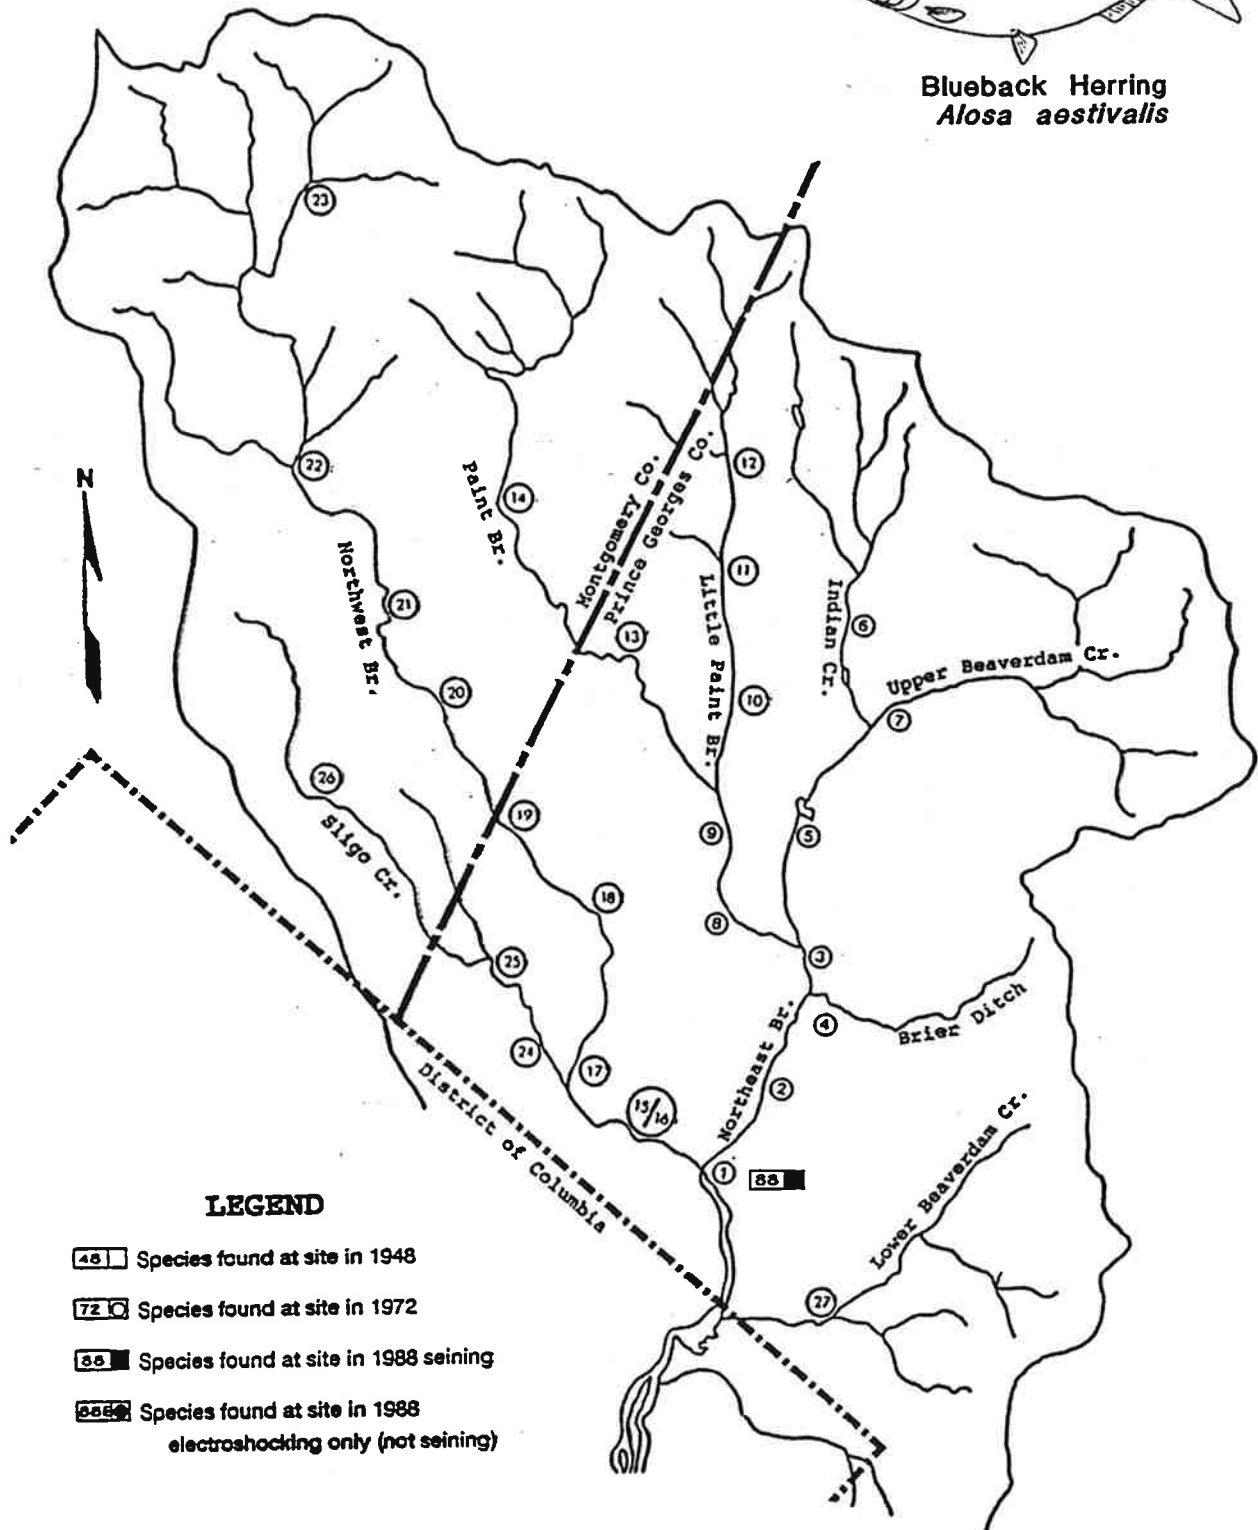 Blueback Herring
Alosa aestivalis
23
22
N
Paint Br.
14
Montgomery Co.
Prince Georges Co.
12
11
Northwest Br.
21
Little Paint Br.
Indian Cr.
6
13
Upper Beaverdam Cr.
20
10
7
26
19
9
5
Sligo Cr.
18
8
25
3
4
Brier Ditch
24
17
Northeast Br.
2
15/16
District of Columbia
1
88
Lower Beaverdam Cr.
27
LEGEND
48 Species found at site in 1948
72 Species found at site in 1972
88 Species found at site in 1988 seining
Species found at site in 1988
electroshocking only (not seining)